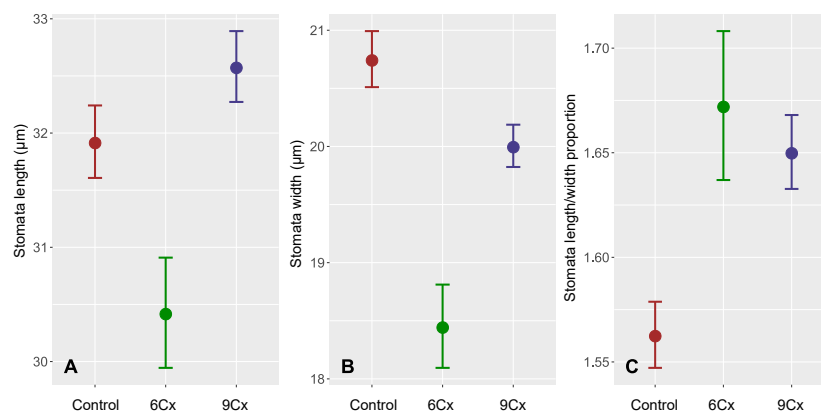 Stomata length (µm)
33
32
31
30
A
Control
6Cx
9Cx
Stomata width (µm)
21
20
19
18
B
Control
6Cx
9Cx
Stomata length/width proportion
1.70
1.65
1.60
1.55
C
Control
6Cx
9Cx